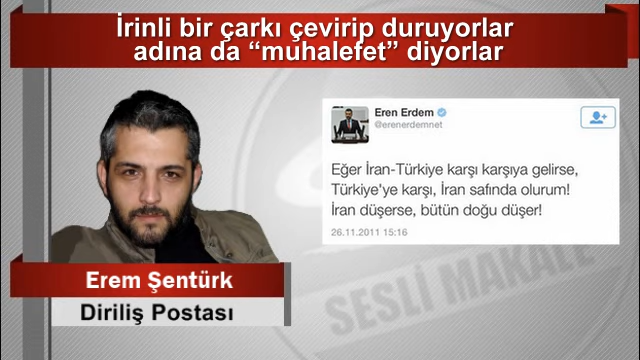 İrinli bir çarkı çevirip duruyorlar
adına da “muhalefet” diyorlar
Eren Erdem
@erenerdemnet
Eğer İran-Türkiye karşı karşıya gelirse,
Türkiye'ye karşı, İran safında olurum!
İran düşerse, bütün doğu düşer!
26.11.2011 15:16
Erem Şentürk
Diriliş Postası
SESLİ MAKALE